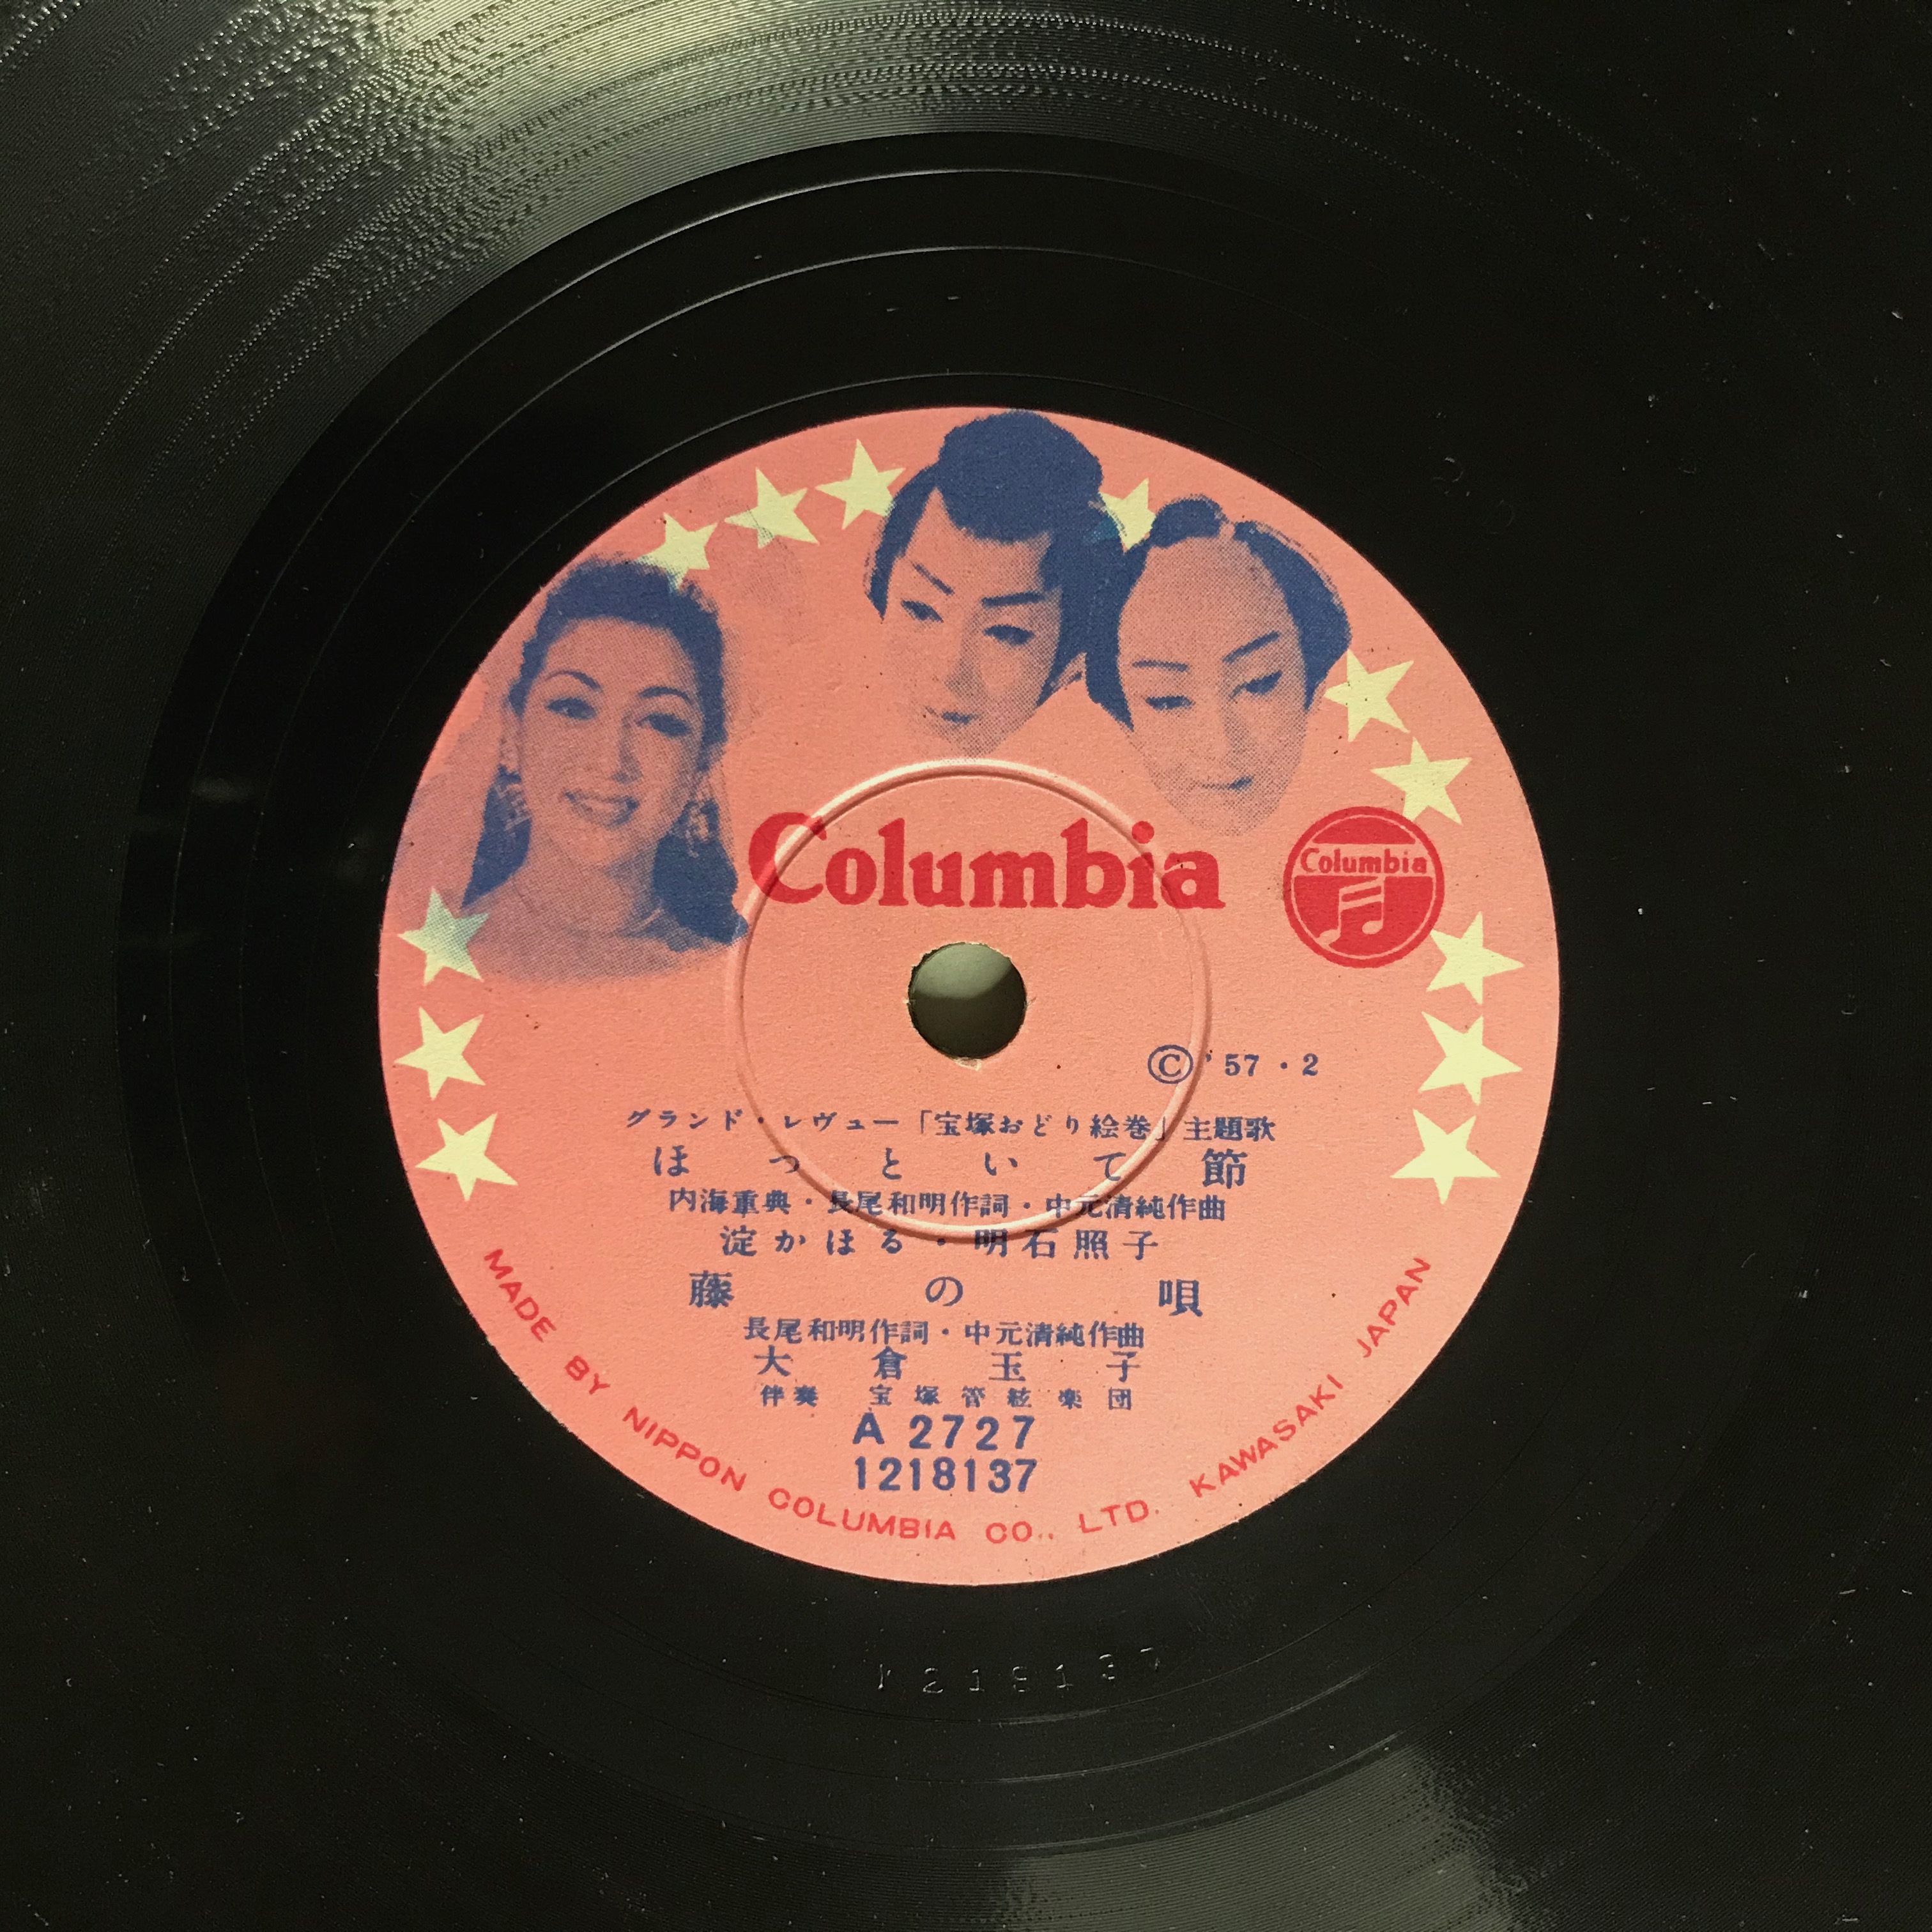 Columbia
Columbia
©'57・2
グランド・レヴュー「宝塚おどり絵巻」主題歌
ほっといて節
内海重典・長尾和明作詞・中元清純作曲
淀かほる・明石照子
藤の唄
長尾和明作詞・中元清純作曲
大倉玉子
伴奏 宝塚管絃楽団
A 2727
1218137
MADE BY NIPPON COLUMBIA CO., LTD. KAWASAKI JAPAN
1218137